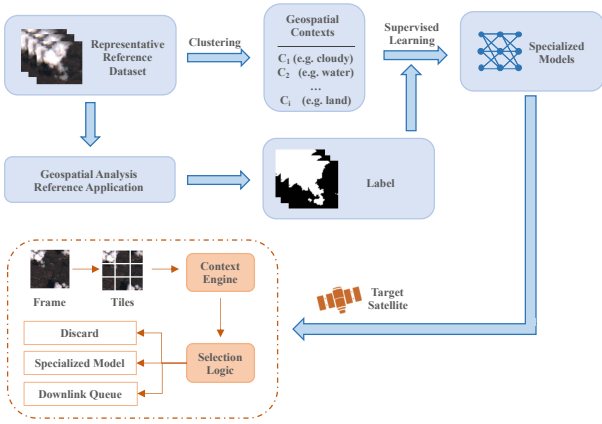 Representative
Reference
Dataset
Clustering
Geospatial
Contexts
C₁ (e.g. cloudy)
C₂ (e.g. water)
…
Cᵢ (e.g. land)
Supervised
Learning
Specialized
Models
Geospatial Analysis
Reference Application
Label
Frame
Tiles
Context
Engine
Discard
Specialized Model
Downlink Queue
Selection
Logic
Target
Satellite